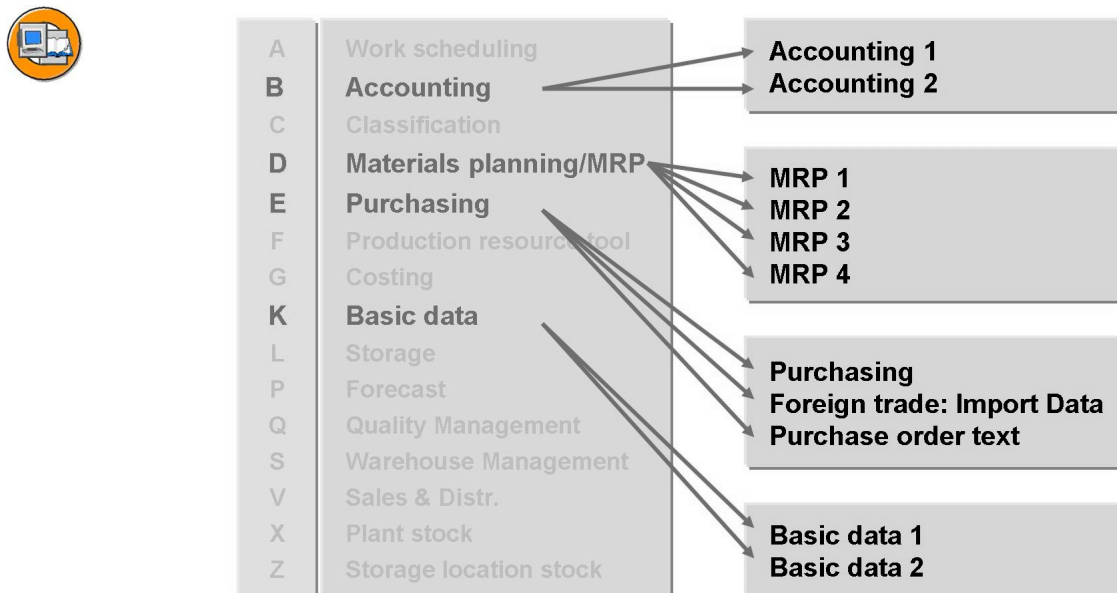 A Work scheduling
B Accounting
C Classification
D Materials planning/MRP
E Purchasing
F Production resource tool
G Costing
K Basic data
L Storage
P Forecast
Q Quality Management
S Warehouse Management
V Sales & Distr.
X Plant stock
Z Storage location stock
Accounting 1
Accounting 2
MRP 1
MRP 2
MRP 3
MRP 4
Purchasing
Foreign trade: Import Data
Purchase order text
Basic data 1
Basic data 2